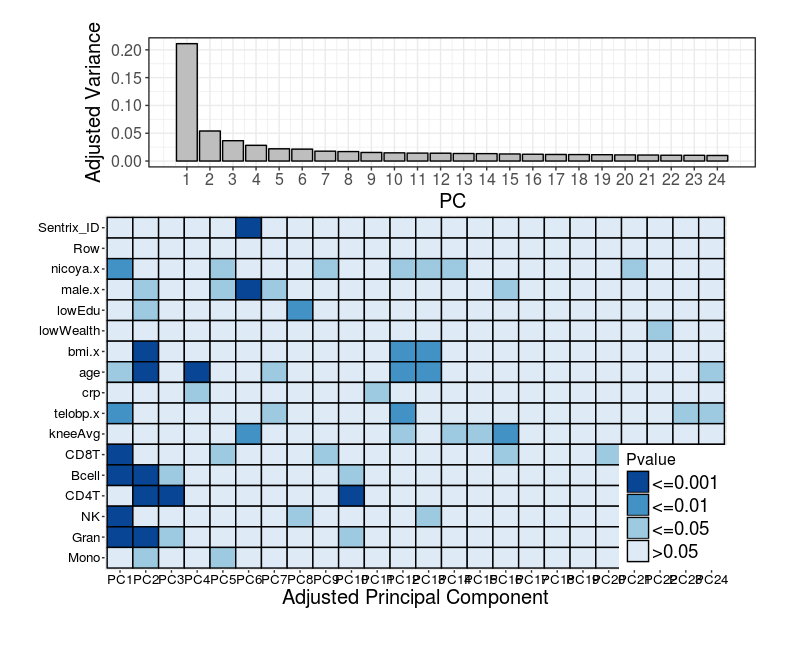 Adjusted Variance
0.20
0.15
0.10
0.05
0.00
1 2 3 4 5 6 7 8 9 10 11 12 13 14 15 16 17 18 19 20 21 22 23 24
PC
Sentrix_ID
Row
nicoya.x
male.x
lowEdu
lowWealth
bmi.x
age
crp
telobp.x
kneeAvg
CD8T
Bcell
CD4T
NK
Gran
Mono
Pvalue
<=0.001
<=0.01
<=0.05
>0.05
PC1 PC2 PC3 PC4 PC5 PC6 PC7 PC8 PC9 PC10 PC11 PC12 PC13 PC14 PC15 PC16 PC17 PC18 PC19 PC20 PC21 PC22 PC23 PC24
Adjusted Principal Component